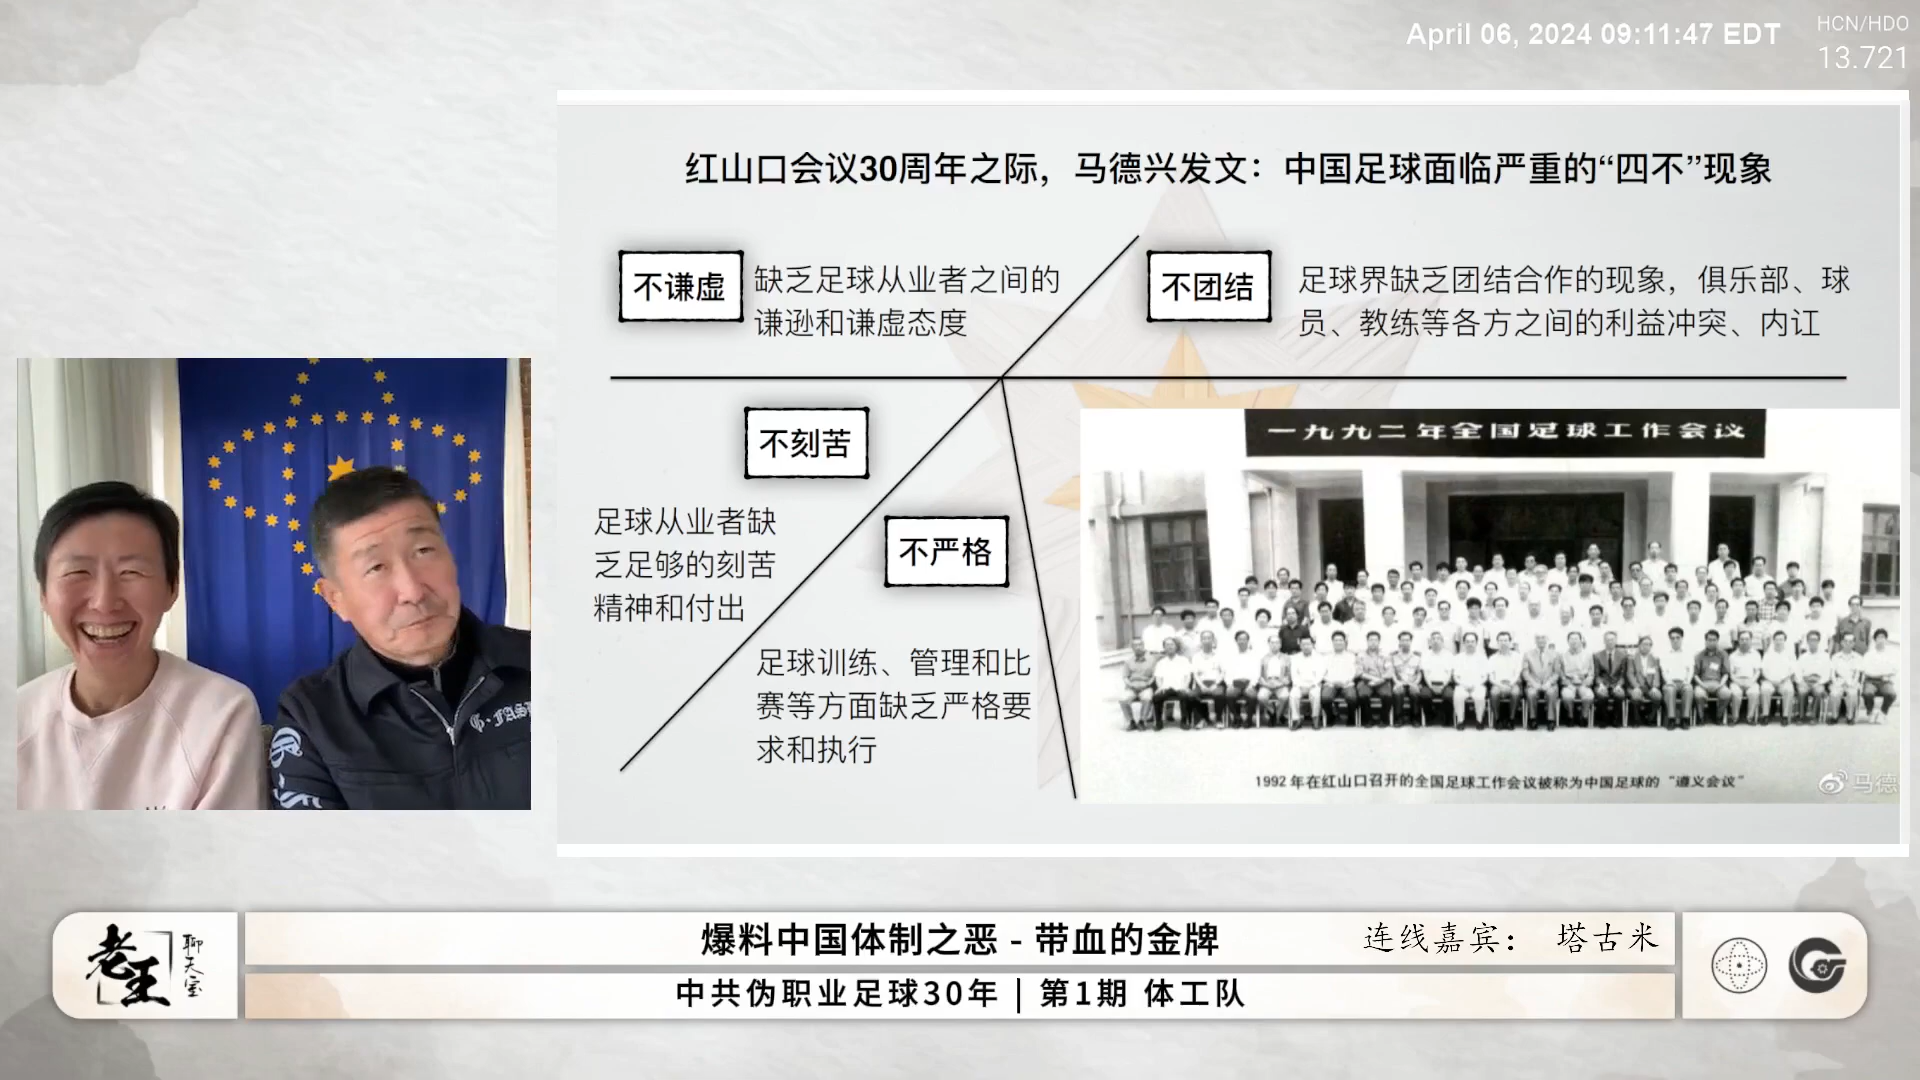 April 06, 2024 09:11:47 EDT
HCN/HDO
13.721
红山口会议30周年之际，马德兴发文：中国足球面临严重的“四不”现象
不谦虚
缺乏足球从业者之间的
谦逊和谦虚态度
不团结
足球界缺乏团结合作的现象，俱乐部、球
员、教练等各方之间的利益冲突、内讧
不刻苦
足球从业者缺
乏足够的刻苦
精神和付出
不严格
足球训练、管理和比
赛等方面缺乏严格要
求和执行
一九九二年全国足球工作会议
1992年在红山口召开的全国足球工作会议被称为中国足球的“遵义会议”
马德
G-FAS
老王
聊天室
爆料中国体制之恶 - 带血的金牌
连线嘉宾： 塔古米
中共伪职业足球30年 | 第1期 体工队